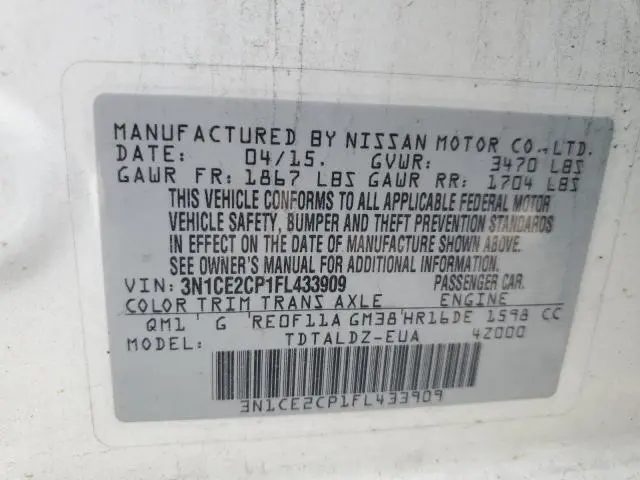 MANUFACTURED BY NISSAN MOTOR CO., LTD.
DATE: 04/15. GVWR: 3470 LBS
GAWR FR: 1867 LBS GAWR RR: 1704 LBS
THIS VEHICLE CONFORMS TO ALL APPLICABLE FEDERAL MOTOR
VEHICLE SAFETY, BUMPER AND THEFT PREVENTION STANDARDS
IN EFFECT ON THE DATE OF MANUFACTURE SHOWN ABOVE.
SEE OWNER'S MANUAL FOR ADDITIONAL INFORMATION.
VIN: 3N1CE2CP1FL433909 PASSENGER CAR.
COLOR TRIM TRANS AXLE ENGINE
QM1 ' G 'RE0F11A GM38'HR16DE 1598 CC
MODEL: TDTALDZ-EUA 4Z000
3N1CE2CP1FL433909